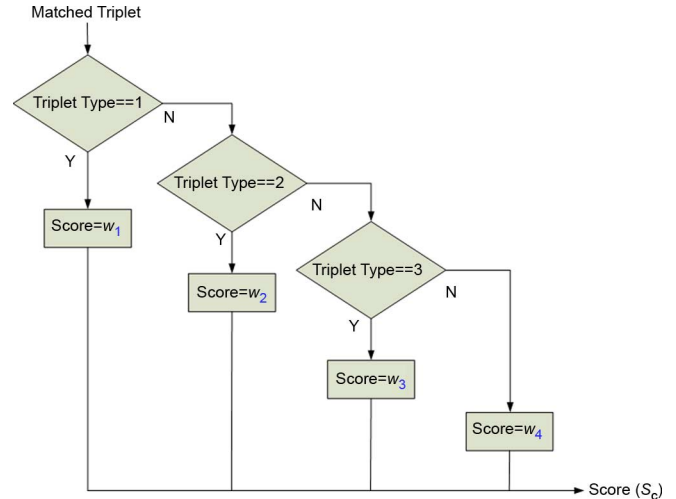 Matched Triplet
Triplet Type==1
N
Y
Triplet Type==2
Score=w1
N
Y
Triplet Type==3
Score=w2
N
Y
Score=w3
Score=w4
Score (Sc)